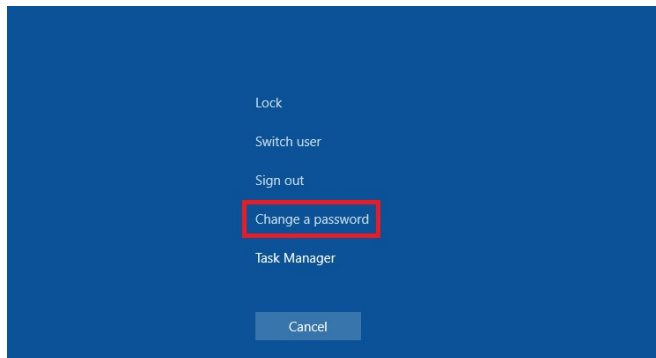 Lock
Switch user
Sign out
Change a password
Task Manager
Cancel